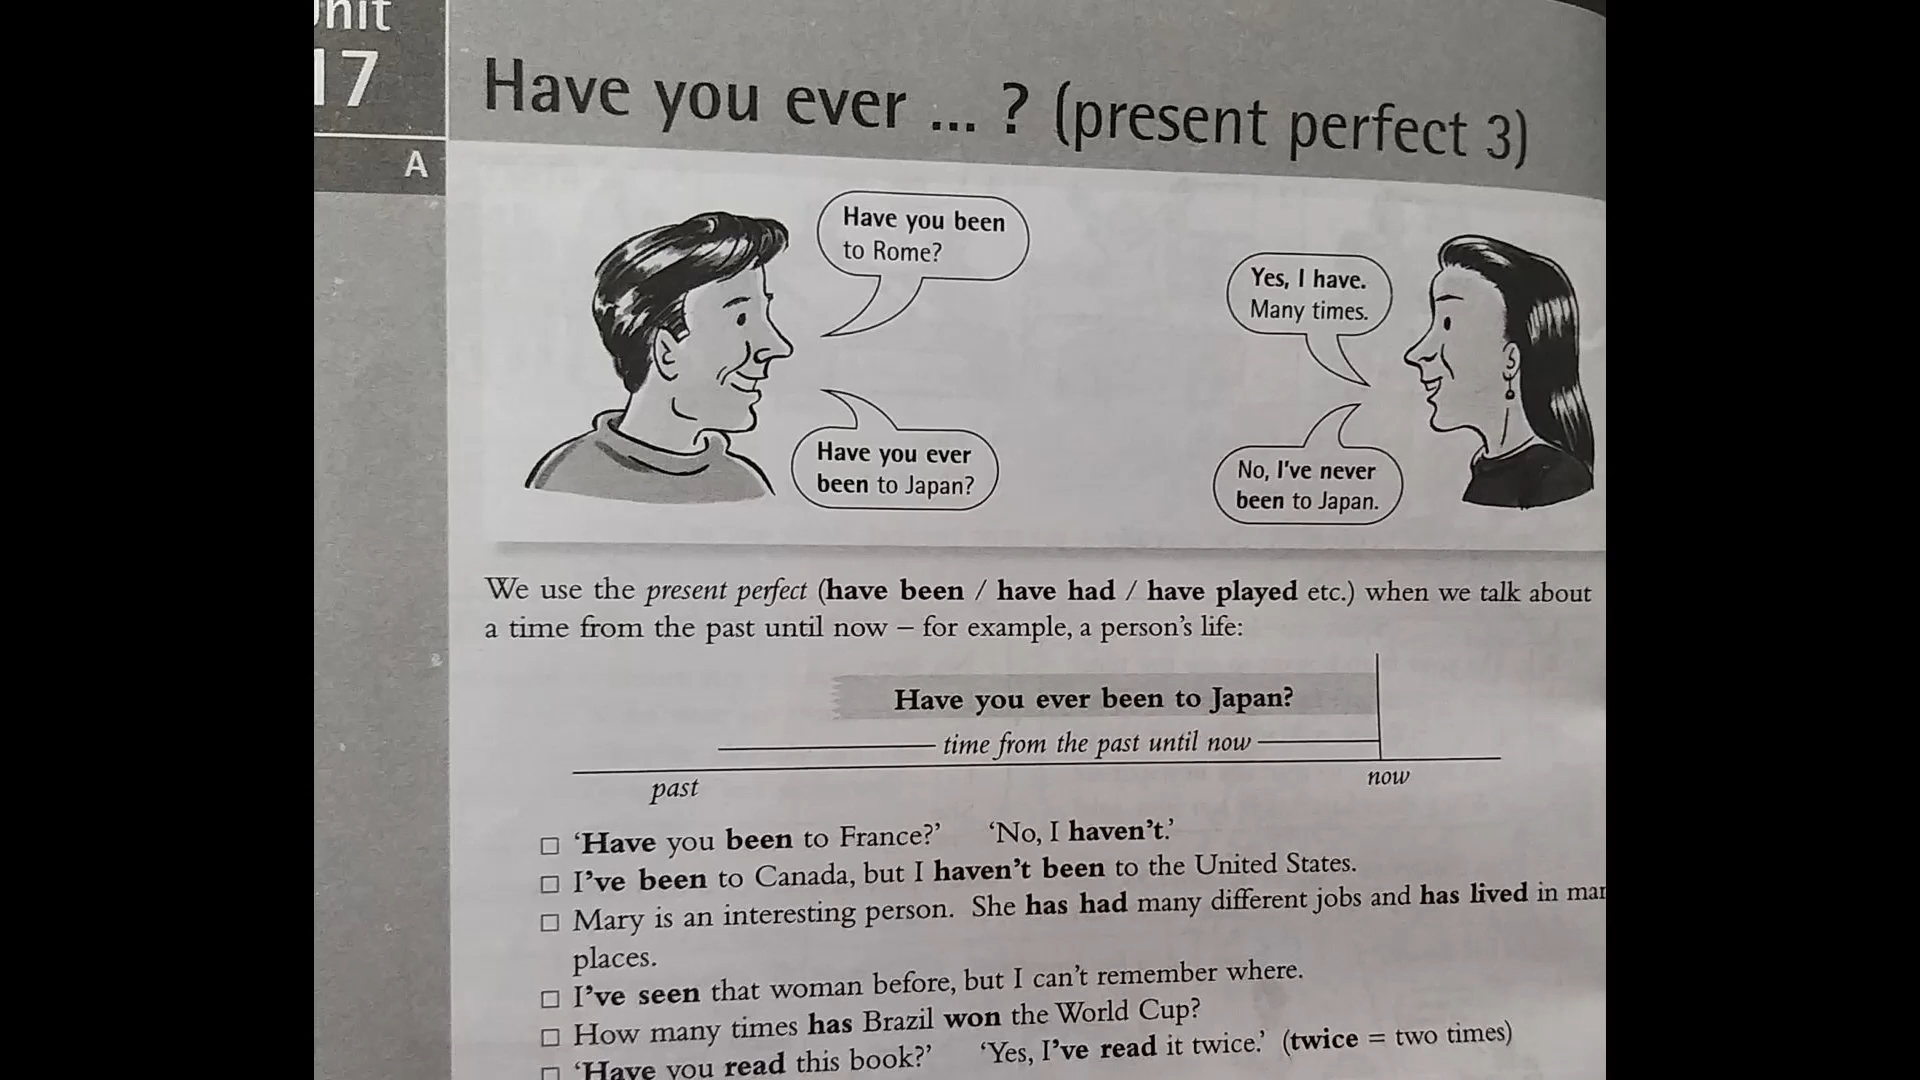 Unit
17
Have you ever ... ? (present perfect 3)
A
Have you been
to Rome?
Yes, I have.
Many times.
Have you ever
been to Japan?
No, I've never
been to Japan.
We use the present perfect (have been / have had / have played etc.) when we talk about
a time from the past until now – for example, a person's life:
Have you ever been to Japan?
time from the past until now
past
now
□ 'Have you been to France?' 'No, I haven't.'
□ I've been to Canada, but I haven't been to the United States.
□ Mary is an interesting person. She has had many different jobs and has lived in
places.
□ I've seen that woman before, but I can't remember where.
□ How many times has Brazil won the World Cup?
□ 'Have you read this book?' 'Yes, I've read it twice.' (twice = two times)